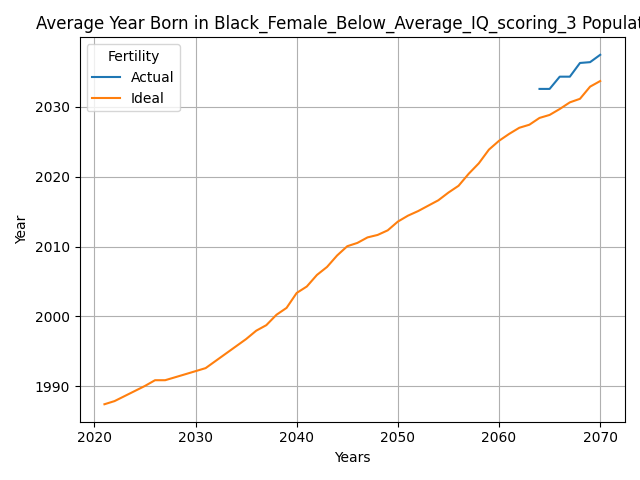 Average Year Born in Black_Female_Below_Average_IQ_scoring_3 Populat
Fertility
Actual
Ideal
Year
2030
2020
2010
2000
1990
2020 2030 2040 2050 2060 2070
Years